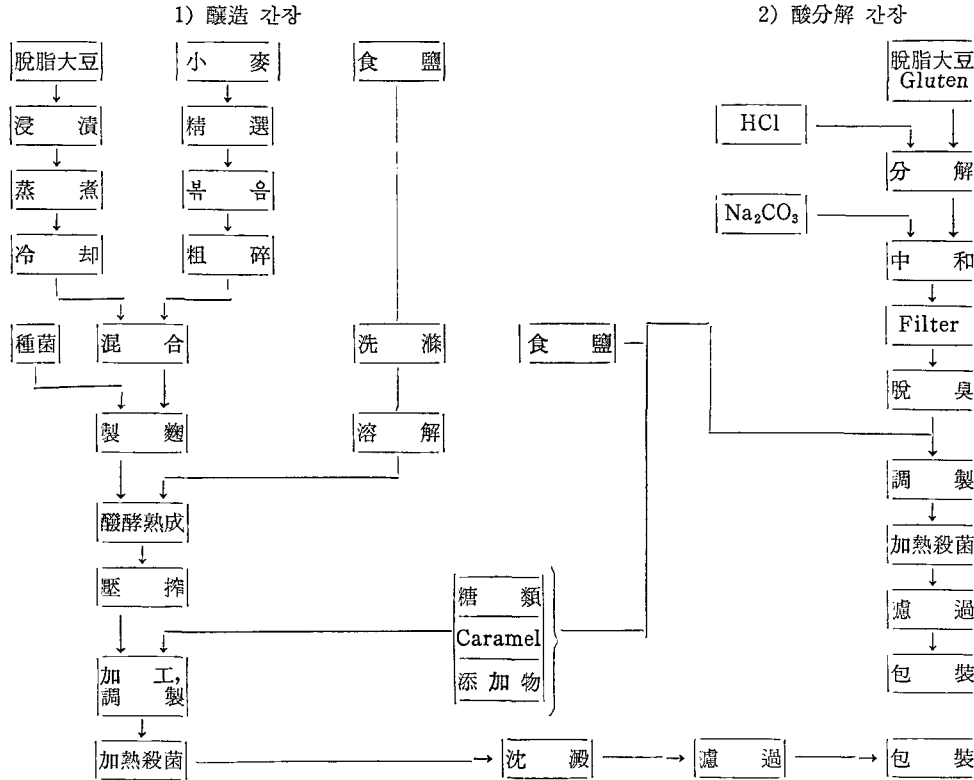 1) 釀造 간장
脫脂大豆
小麥
食鹽
浸漬
精選
蒸煮
볶음
冷却
粗碎
種菌
混合
洗滌
製麴
溶解
醱酵熟成
壓搾
加工,
調製
加熱殺菌
沈澱
濾過
包裝
食鹽
糖類
Caramel
添加物
2) 酸分解 간장
脫脂大豆
Gluten
HCl
分解
Na₂CO₃
中和
Filter
脫臭
調製
加熱殺菌
濾過
包裝